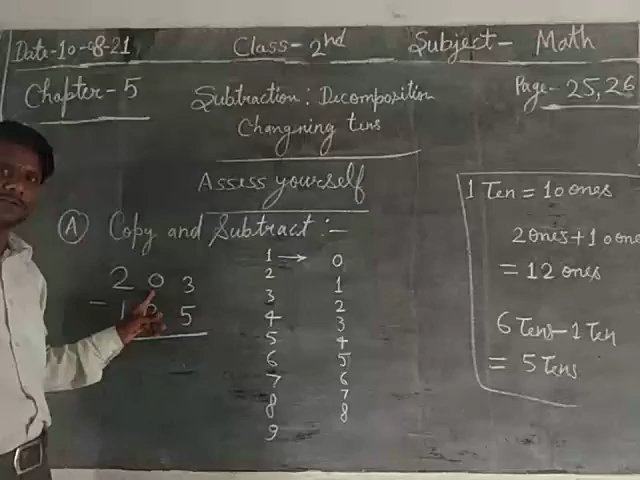 Date-10-08-21 Class-2nd Subject- Math
Chapter-5 Subtraction: Decomposition Page-25,26
Changning tens
Assess yourself
(A) Copy and Subtract:-
2 0 3
- 1 0 5
1 → 0
2 1
3 2
4 3
5 4
6 5
7 6
8 7
9 8
1 Ten = 10 ones
2 ones + 10 ones
= 12 ones
6 Tens - 1 Ten
= 5 Tens